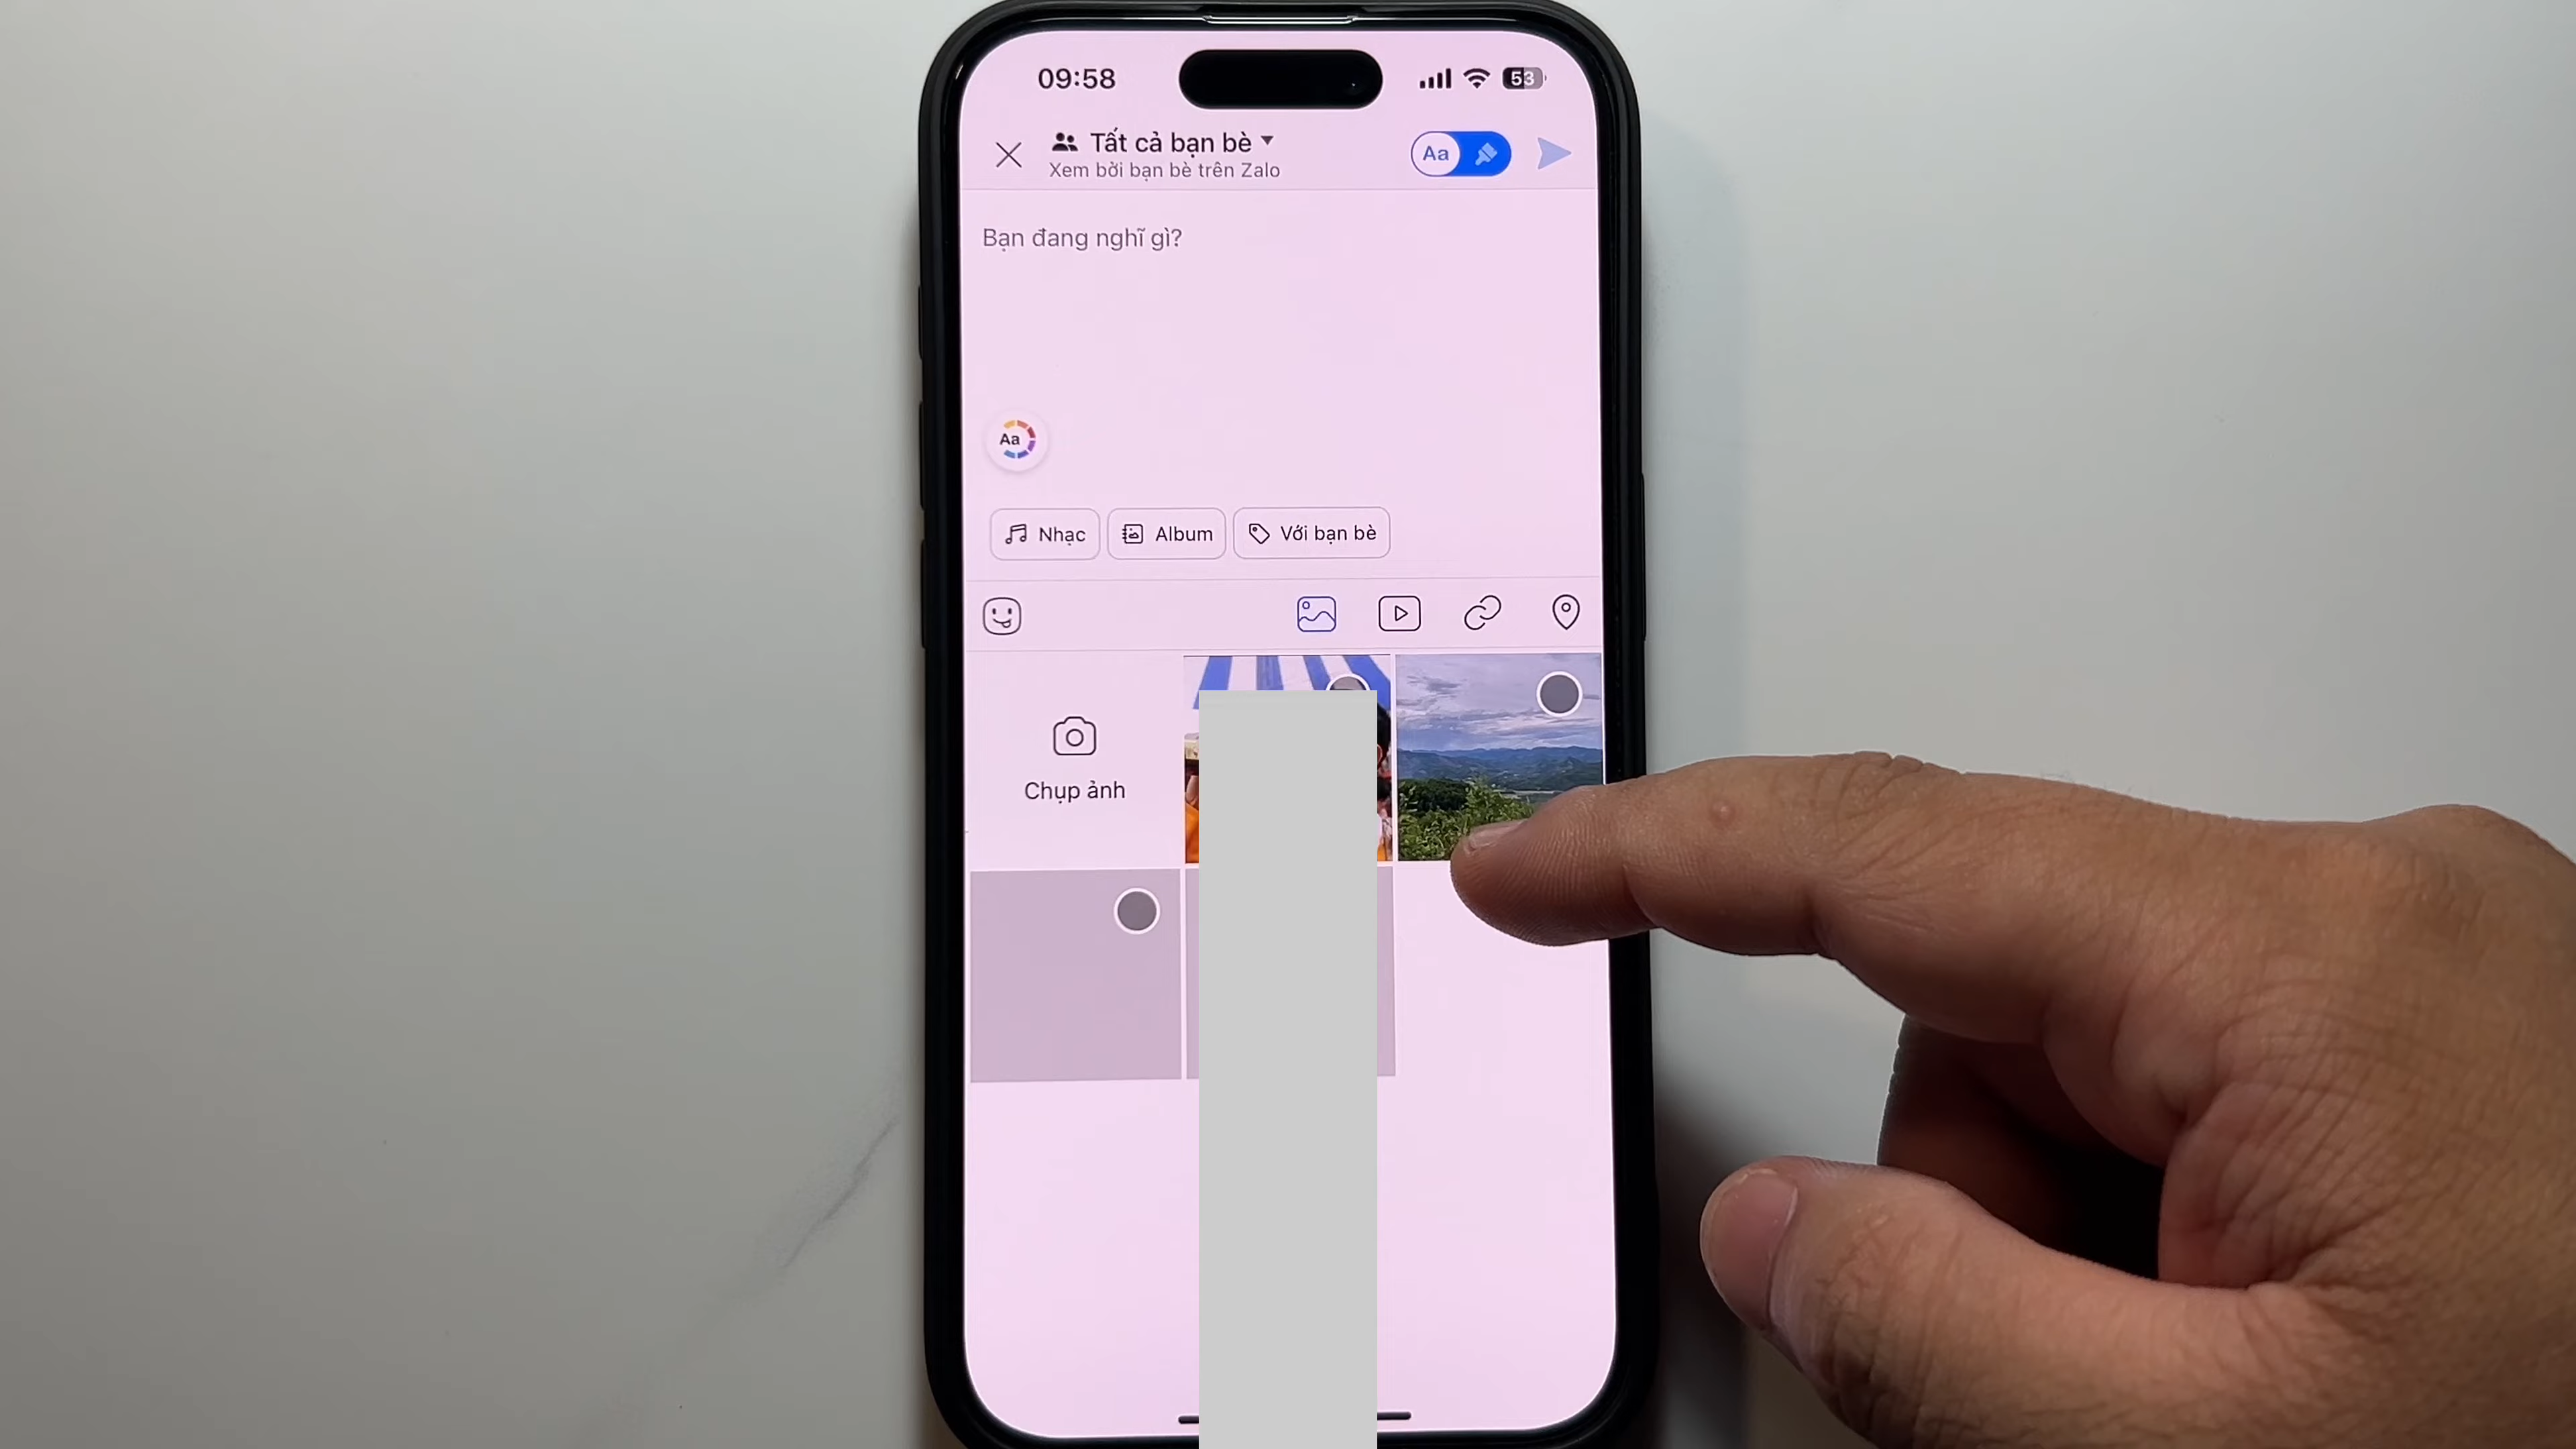 09:58
53
Tất cả bạn bè
Aa
Xem bởi bạn bè trên Zalo
Bạn đang nghĩ gì?
Aa
Nhạc
Album
Với bạn bè
Chụp ảnh